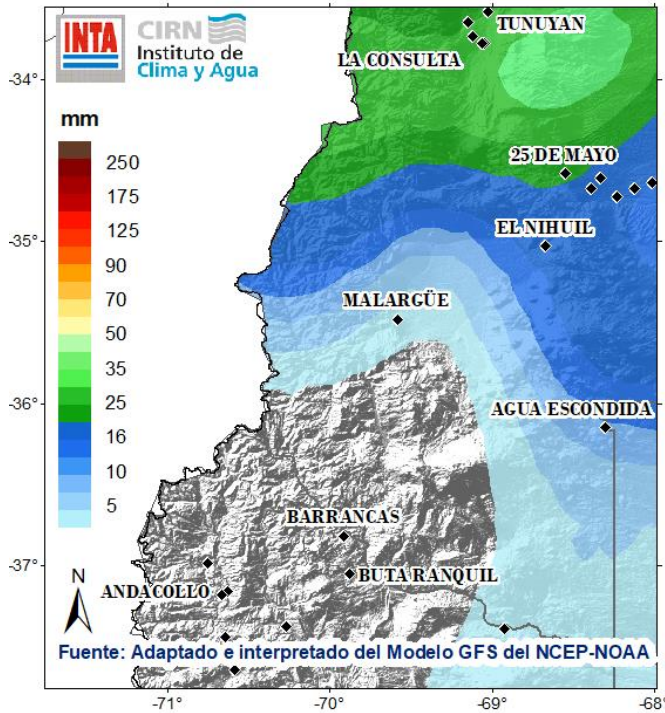 INTA
CIRN
Instituto de
Clima y Agua
TUNUYAN
LA CONSULTA
-34°
mm
250
175
125
90
70
50
35
25
16
10
5
25 DE MAYO
EL NIHUIL
-35°
MALARGÜE
-36°
AGUA ESCONDIDA
BARRANCAS
-37°
BUTA RANQUIL
ANDACOLLO
N
Fuente: Adaptado e interpretado del Modelo GFS del NCEP-NOAA
-71° -70° -69° -68°